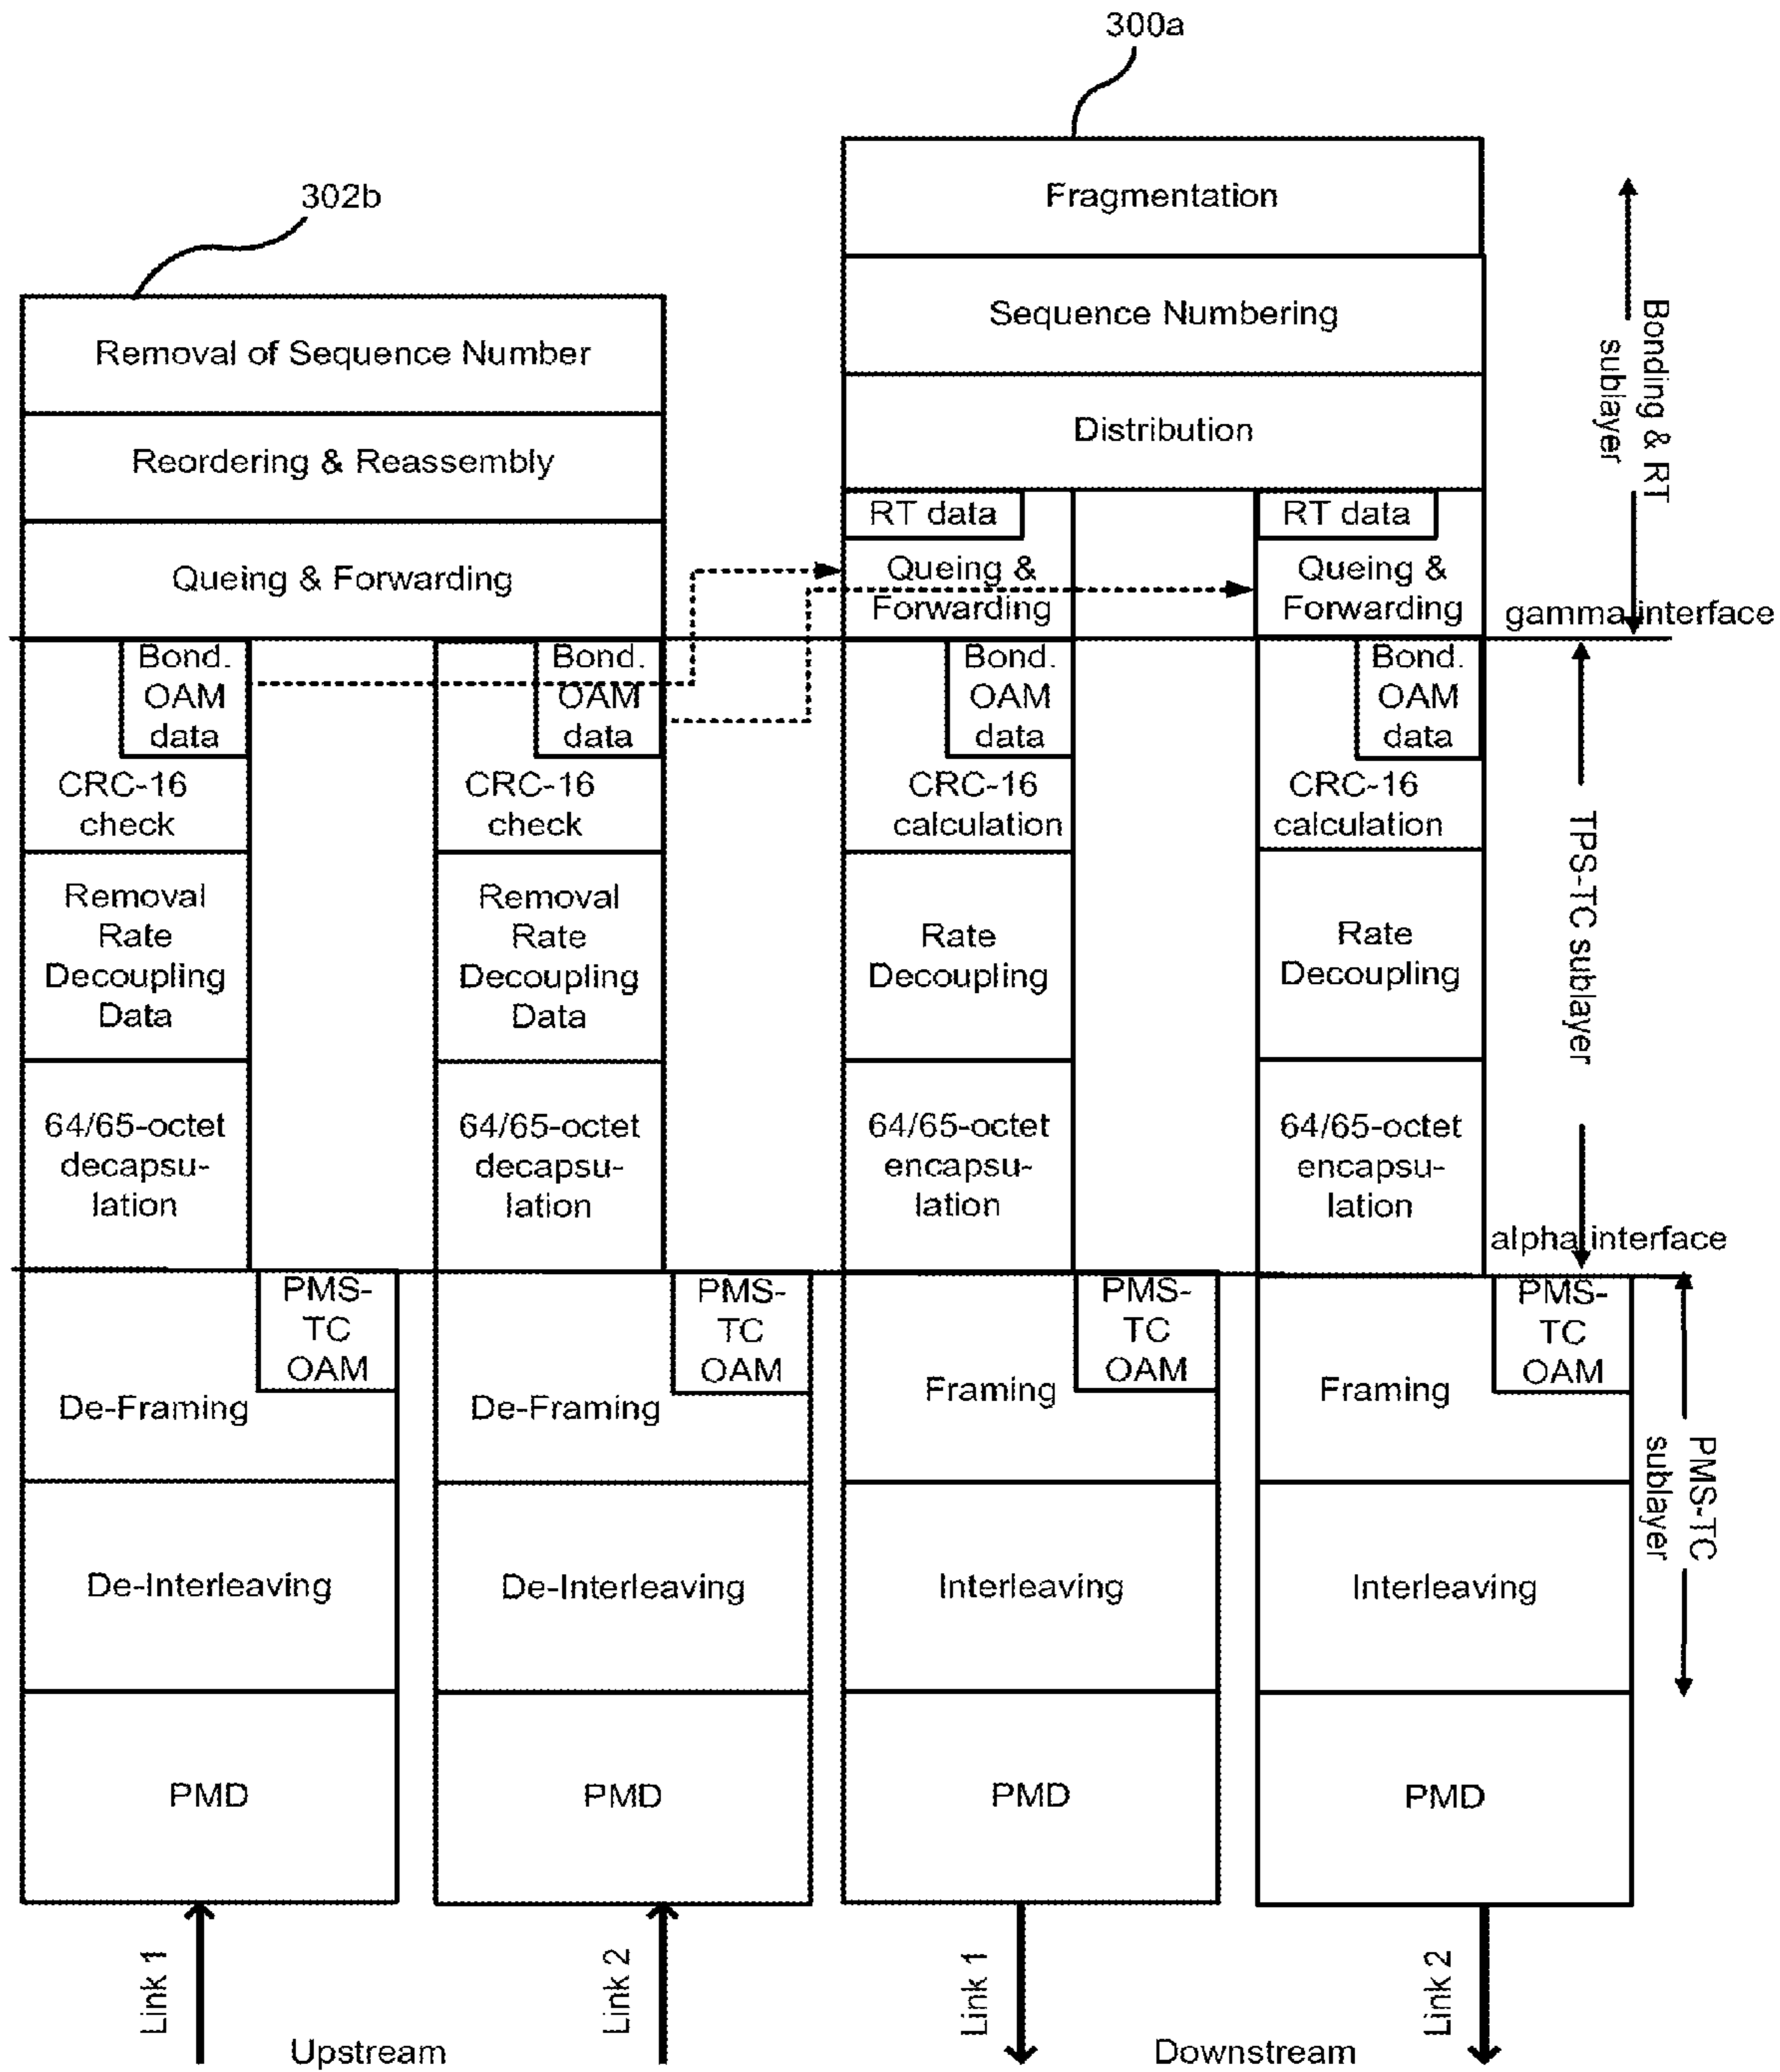 300a
302b
Fragmentation
Sequence Numbering
Distribution
RT data
RT data
Queing &
Forwarding
Queing &
Forwarding
Bonding & RT
sublayer
gamma interface
Removal of Sequence Number
Reordering & Reassembly
Queing & Forwarding
Bond.
OAM
data
CRC-16
check
Bond.
OAM
data
CRC-16
check
Bond.
OAM
data
CRC-16
calculation
Bond.
OAM
data
CRC-16
calculation
Removal
Rate
Decoupling
Data
Removal
Rate
Decoupling
Data
Rate
Decoupling
Rate
Decoupling
TPS-TC sublayer
64/65-octet
decapsu-
lation
64/65-octet
decapsu-
lation
64/65-octet
encapsu-
lation
64/65-octet
encapsu-
lation
alpha interface
PMS-
TC
OAM
De-Framing
PMS-
TC
OAM
De-Framing
PMS-
TC
OAM
Framing
PMS-
TC
OAM
Framing
PMS-TC
sublayer
De-Interleaving
De-Interleaving
Interleaving
Interleaving
PMD
PMD
PMD
PMD
Link 1
Link 2
Link 1
Link 2
Upstream
Downstream